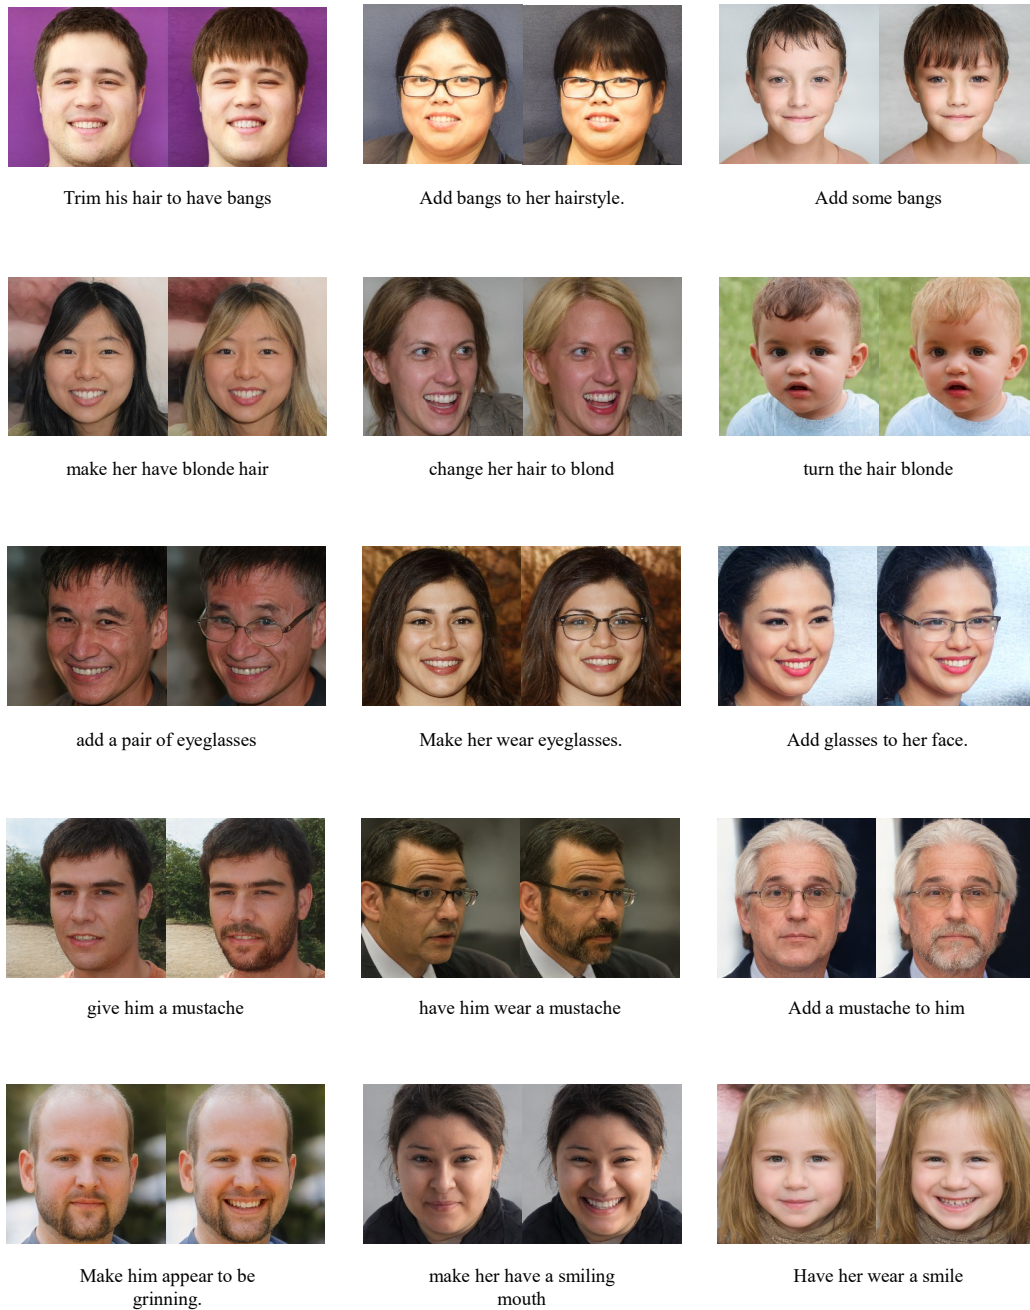 Trim his hair to have bangs
Add bangs to her hairstyle.
Add some bangs
make her have blonde hair
change her hair to blond
turn the hair blonde
add a pair of eyeglasses
Make her wear eyeglasses.
Add glasses to her face.
give him a mustache
have him wear a mustache
Add a mustache to him
Make him appear to be
grinning.
make her have a smiling
mouth
Have her wear a smile